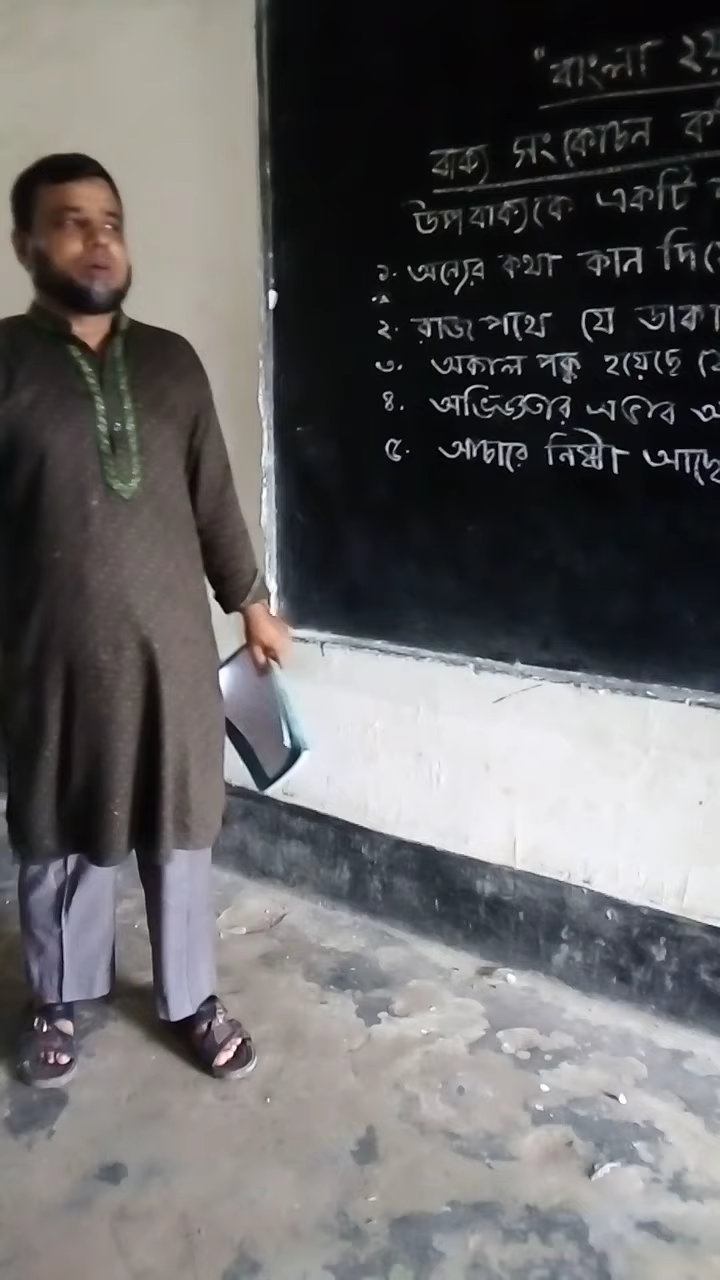 "বাংলা ২য়
বাক্য সংকোচন
উপবাক্যকে একটি
১. অন্যের কথা কান দিয়ে
২. রাজ পথে যে ডাকা
৩. অকাল পক্ক হয়েছে যে
৪. অভিজ্ঞতার অভাব
৫. আচারে নিষ্ঠা আছে